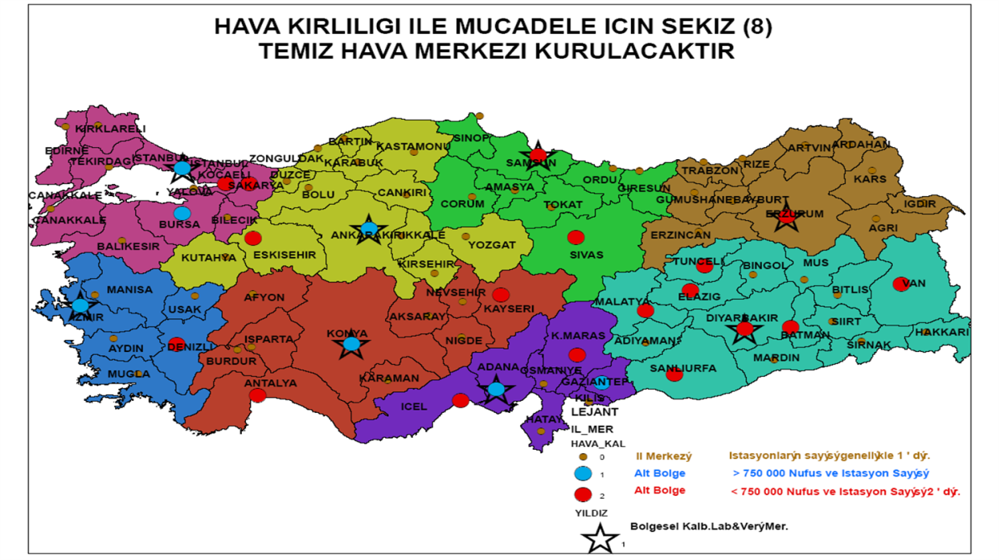 HAVA KIRLILIGI ILE MUCADELE ICIN SEKIZ (8)
TEMIZ HAVA MERKEZI KURULACAKTIR
KIRKLARELI
EDIRNE
TEKIRDAG
ISTANBUL
ISTANBUL
KOCAELI
SAKARYA
YALOVA
CANAKKALE
CANAKKALE
BURSA
BILECIK
BALIKESIR
ZONGULDAK
BARTIN
KASTAMONU
KARABUK
DUZCE
BOLU
CANKIRI
ANKARA
KIRIKKALE
ESKISEHIR
KUTAHYA
KIRSEHIR
YOZGAT
SINOP
SAMSUN
ORDU
GIRESUN
AMASYA
CORUM
TOKAT
SIVAS
ARTVIN
ARDAHAN
TRABZON
RIZE
KARS
GUMUSHANE
BAYBURT
ERZURUM
IGDIR
AGRI
ERZINCAN
MANISA
USAK
IZMIR
AYDIN
DENIZLI
MUGLA
AFYON
NEVSEHIR
KAYSERI
AKSARAY
KONYA
ISPARTA
NIGDE
BURDUR
KARAMAN
ANTALYA
K.MARAS
ADANA
OSMANIYE
GAZIANTEP
ICEL
KILIS
HATAY
TUNCELI
BINGOL
MUS
BITLIS
VAN
ELAZIG
MALATYA
DIYARBAKIR
BATMAN
SIIRT
HAKKARI
ADIYAMAN
SIRNAK
MARDIN
SANLIURFA
LEJANT
IL_MER
HAVA_KAL
0 Il Merkezý Istasyonlarýn sayýsýgenellýkle 1 ' dýr.
1 Alt Bolge > 750 000 Nufus ve Istasyon Sayýsý
2 Alt Bolge < 750 000 Nufus ve Istasyon Sayýsý2 ' dýr.
YILDIZ
1 Bolgesel Kalb.Lab&VerýMer.